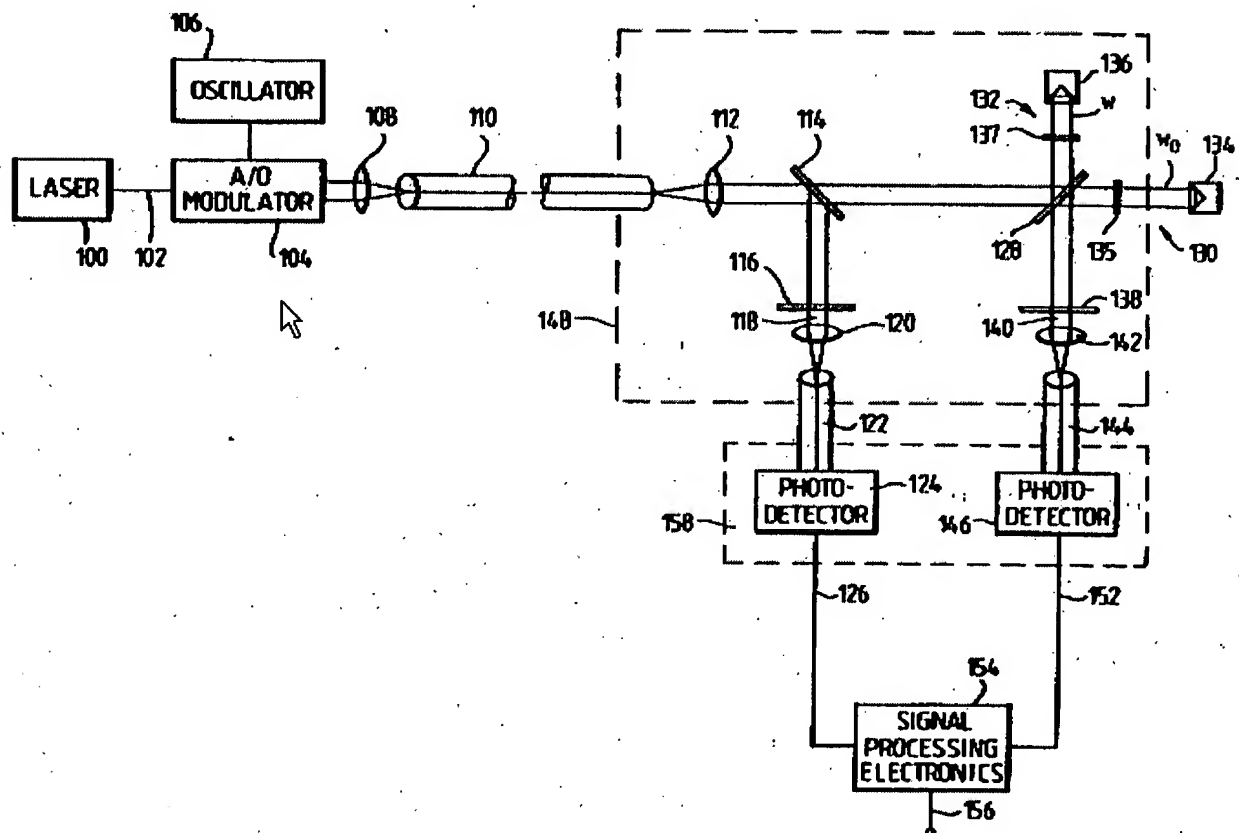 106
OSCILLATOR
108
110
LASER
A/O
MODULATOR
100
102
104
112
114
136
132
W
137
W0
134
128
135
130
116
138
148
118
120
140
142
122
144
PHOTO-
DETECTOR
124
PHOTO-
DETECTOR
158
146
126
152
154
SIGNAL
PROCESSING
ELECTRONICS
156